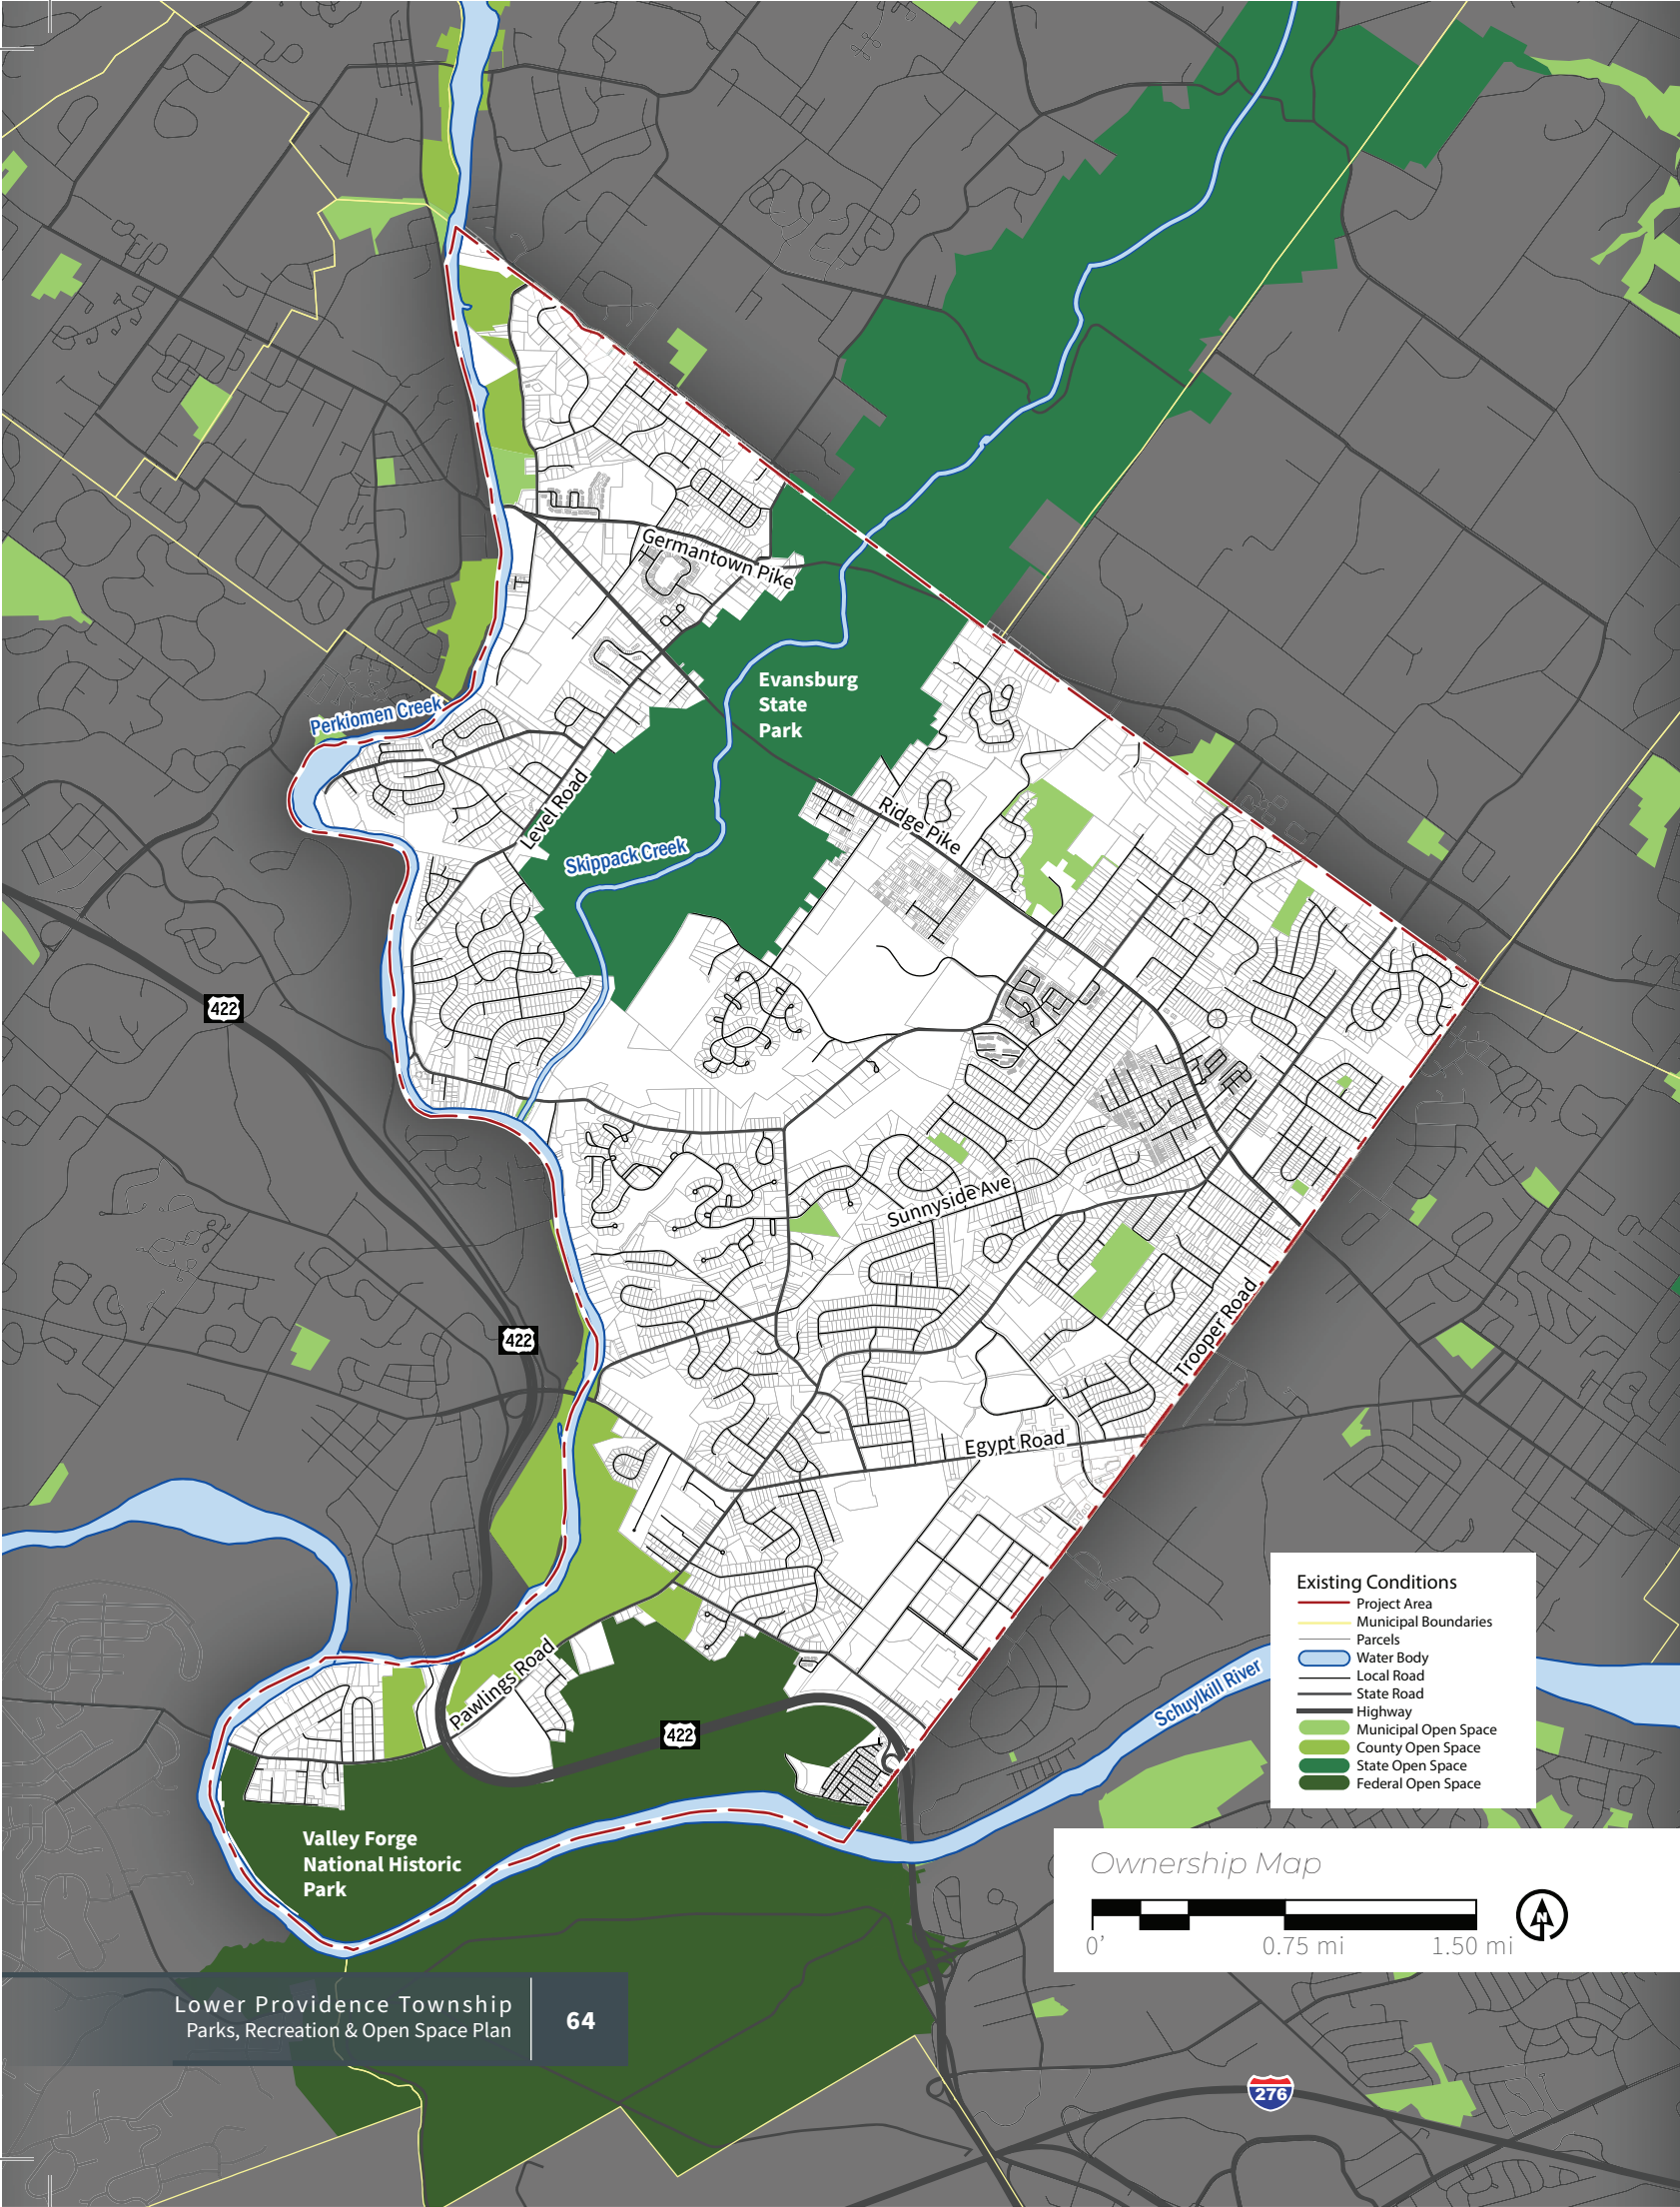 Germantown Pike
Evansburg
State
Park
Perkiomen Creek
Level Road
Ridge Pike
Skippack Creek
422
Sunnyside Ave
422
Trooper Road
Egypt Road
Pawlings Road
422
Schuylkill River
Valley Forge
National Historic
Park
Existing Conditions
Project Area
Municipal Boundaries
Parcels
Water Body
Local Road
State Road
Highway
Municipal Open Space
County Open Space
State Open Space
Federal Open Space
Ownership Map
0’ 0.75 mi 1.50 mi
N
Lower Providence Township
Parks, Recreation & Open Space Plan
64
276